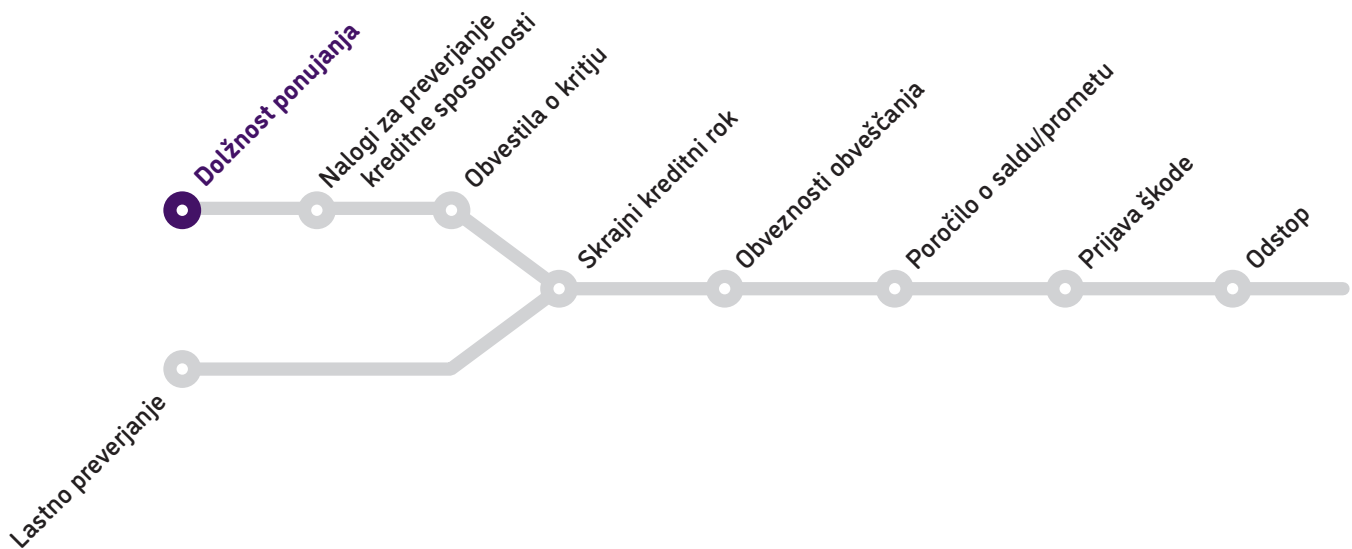 Dolžnost ponujanja
Nalogi za preverjanje
kreditne sposobnosti
Obvestila o kritju
Skrajni kreditni rok
Obveznosti obveščanja
Poročilo o saldu/prometu
Prijava škode
Odstop
Lastno preverjanje